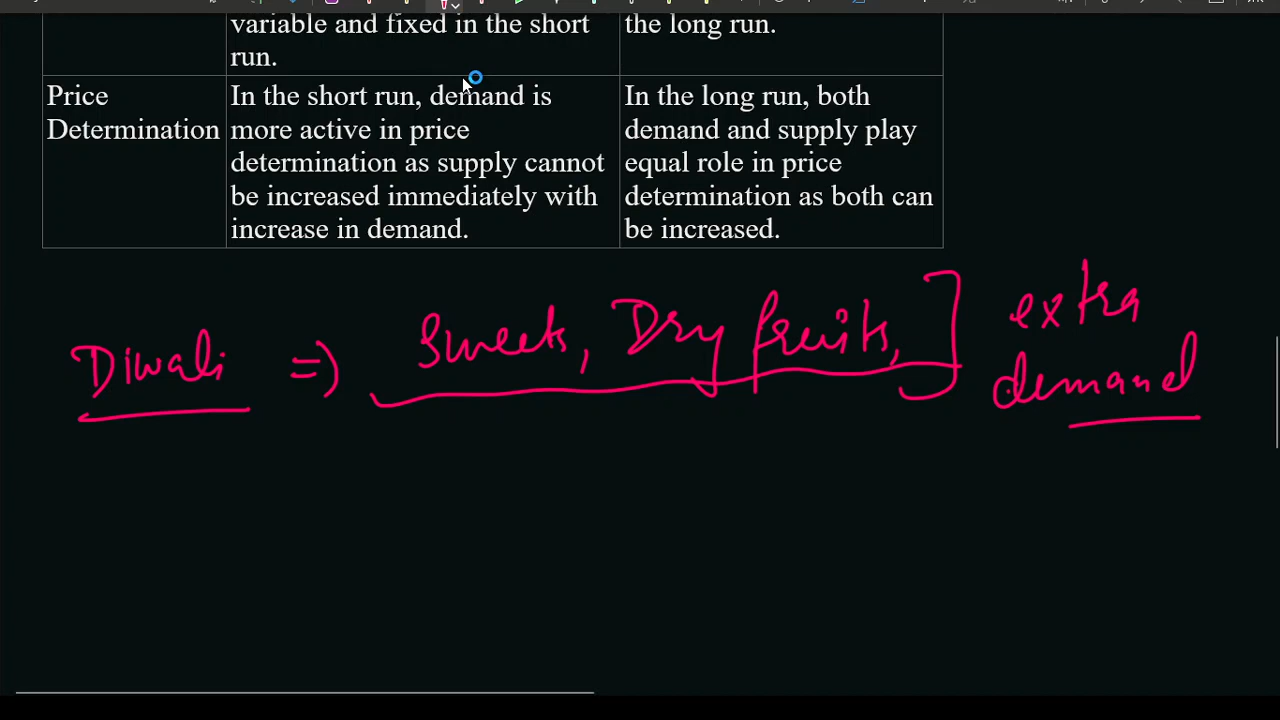 variable and fixed in the short
run.
the long run.
Price
Determination
In the short run, demand is
more active in price
determination as supply cannot
be increased immediately with
increase in demand.
In the long run, both
demand and supply play
equal role in price
determination as both can
be increased.
Diwali => Sweets, Dry fruits, ] extra
demand